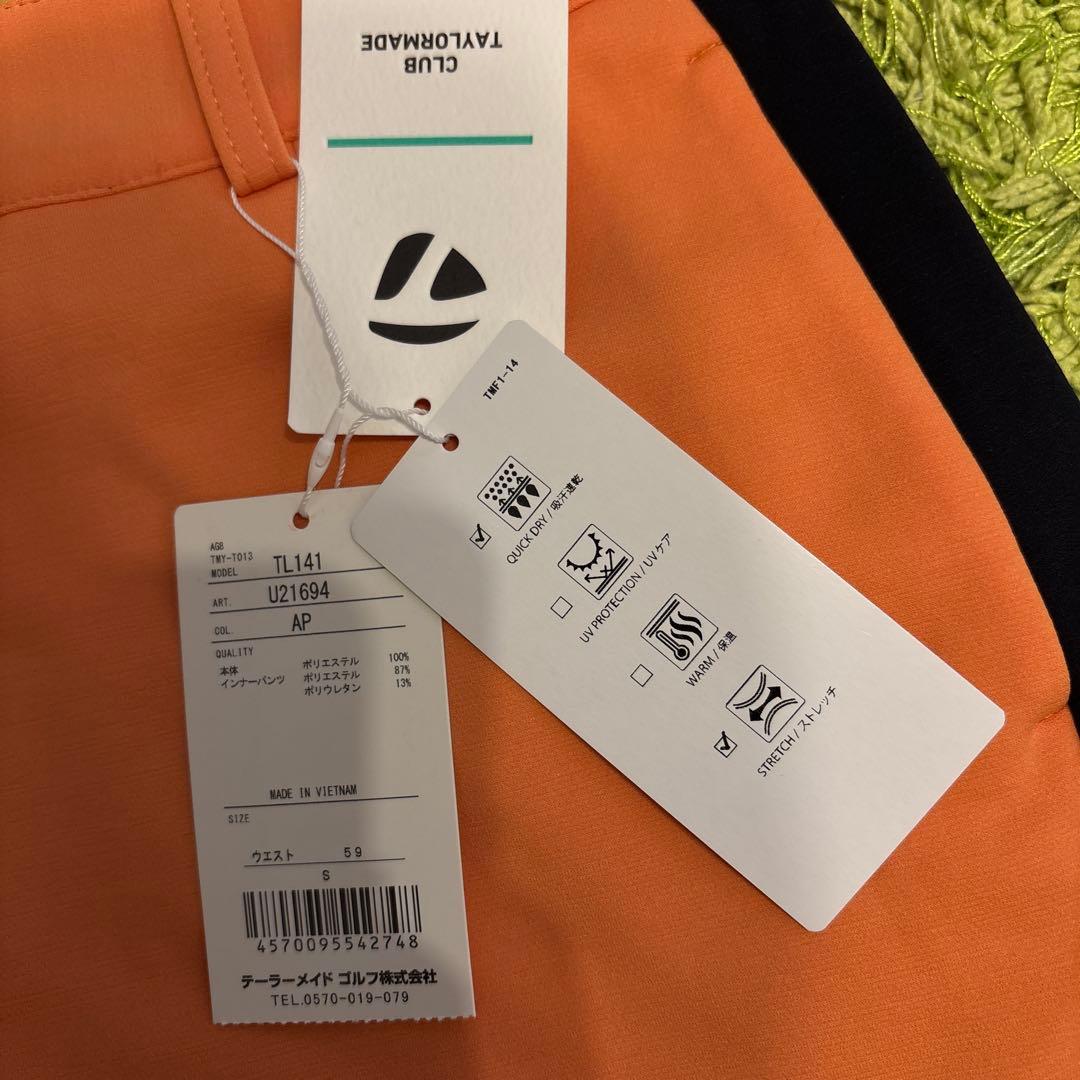 CLUB
TAYLORMADE
TMF1-14
QUICK DRY / 吸汗速乾
UV PROTECTION / UVケア
WARM / 保温
STRETCH / ストレッチ
AGB
TMY-T013
MODEL TL141
ART. U21694
COL. AP
QUALITY
本体 ポリエステル 100%
インナーパンツ ポリエステル 87%
ポリウレタン 13%
MADE IN VIETNAM
SIZE
ウエスト 59
S
4570095542748
テーラーメイド ゴルフ株式会社
TEL.0570-019-079